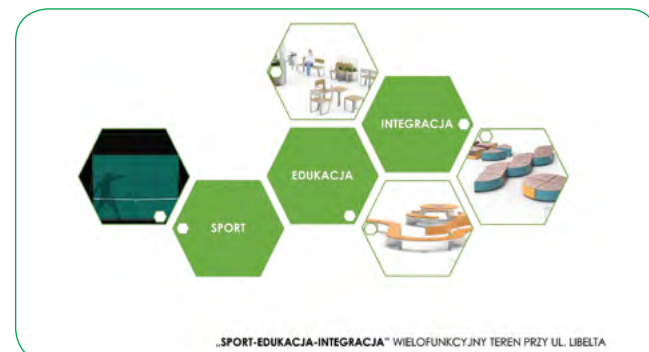 INTEGRACJA
EDUKACJA
SPORT
„SPORT-EDUKACJA-INTEGRACJA” WIELOFUNKCYJNY TEREN PRZY UL. LIBELTA